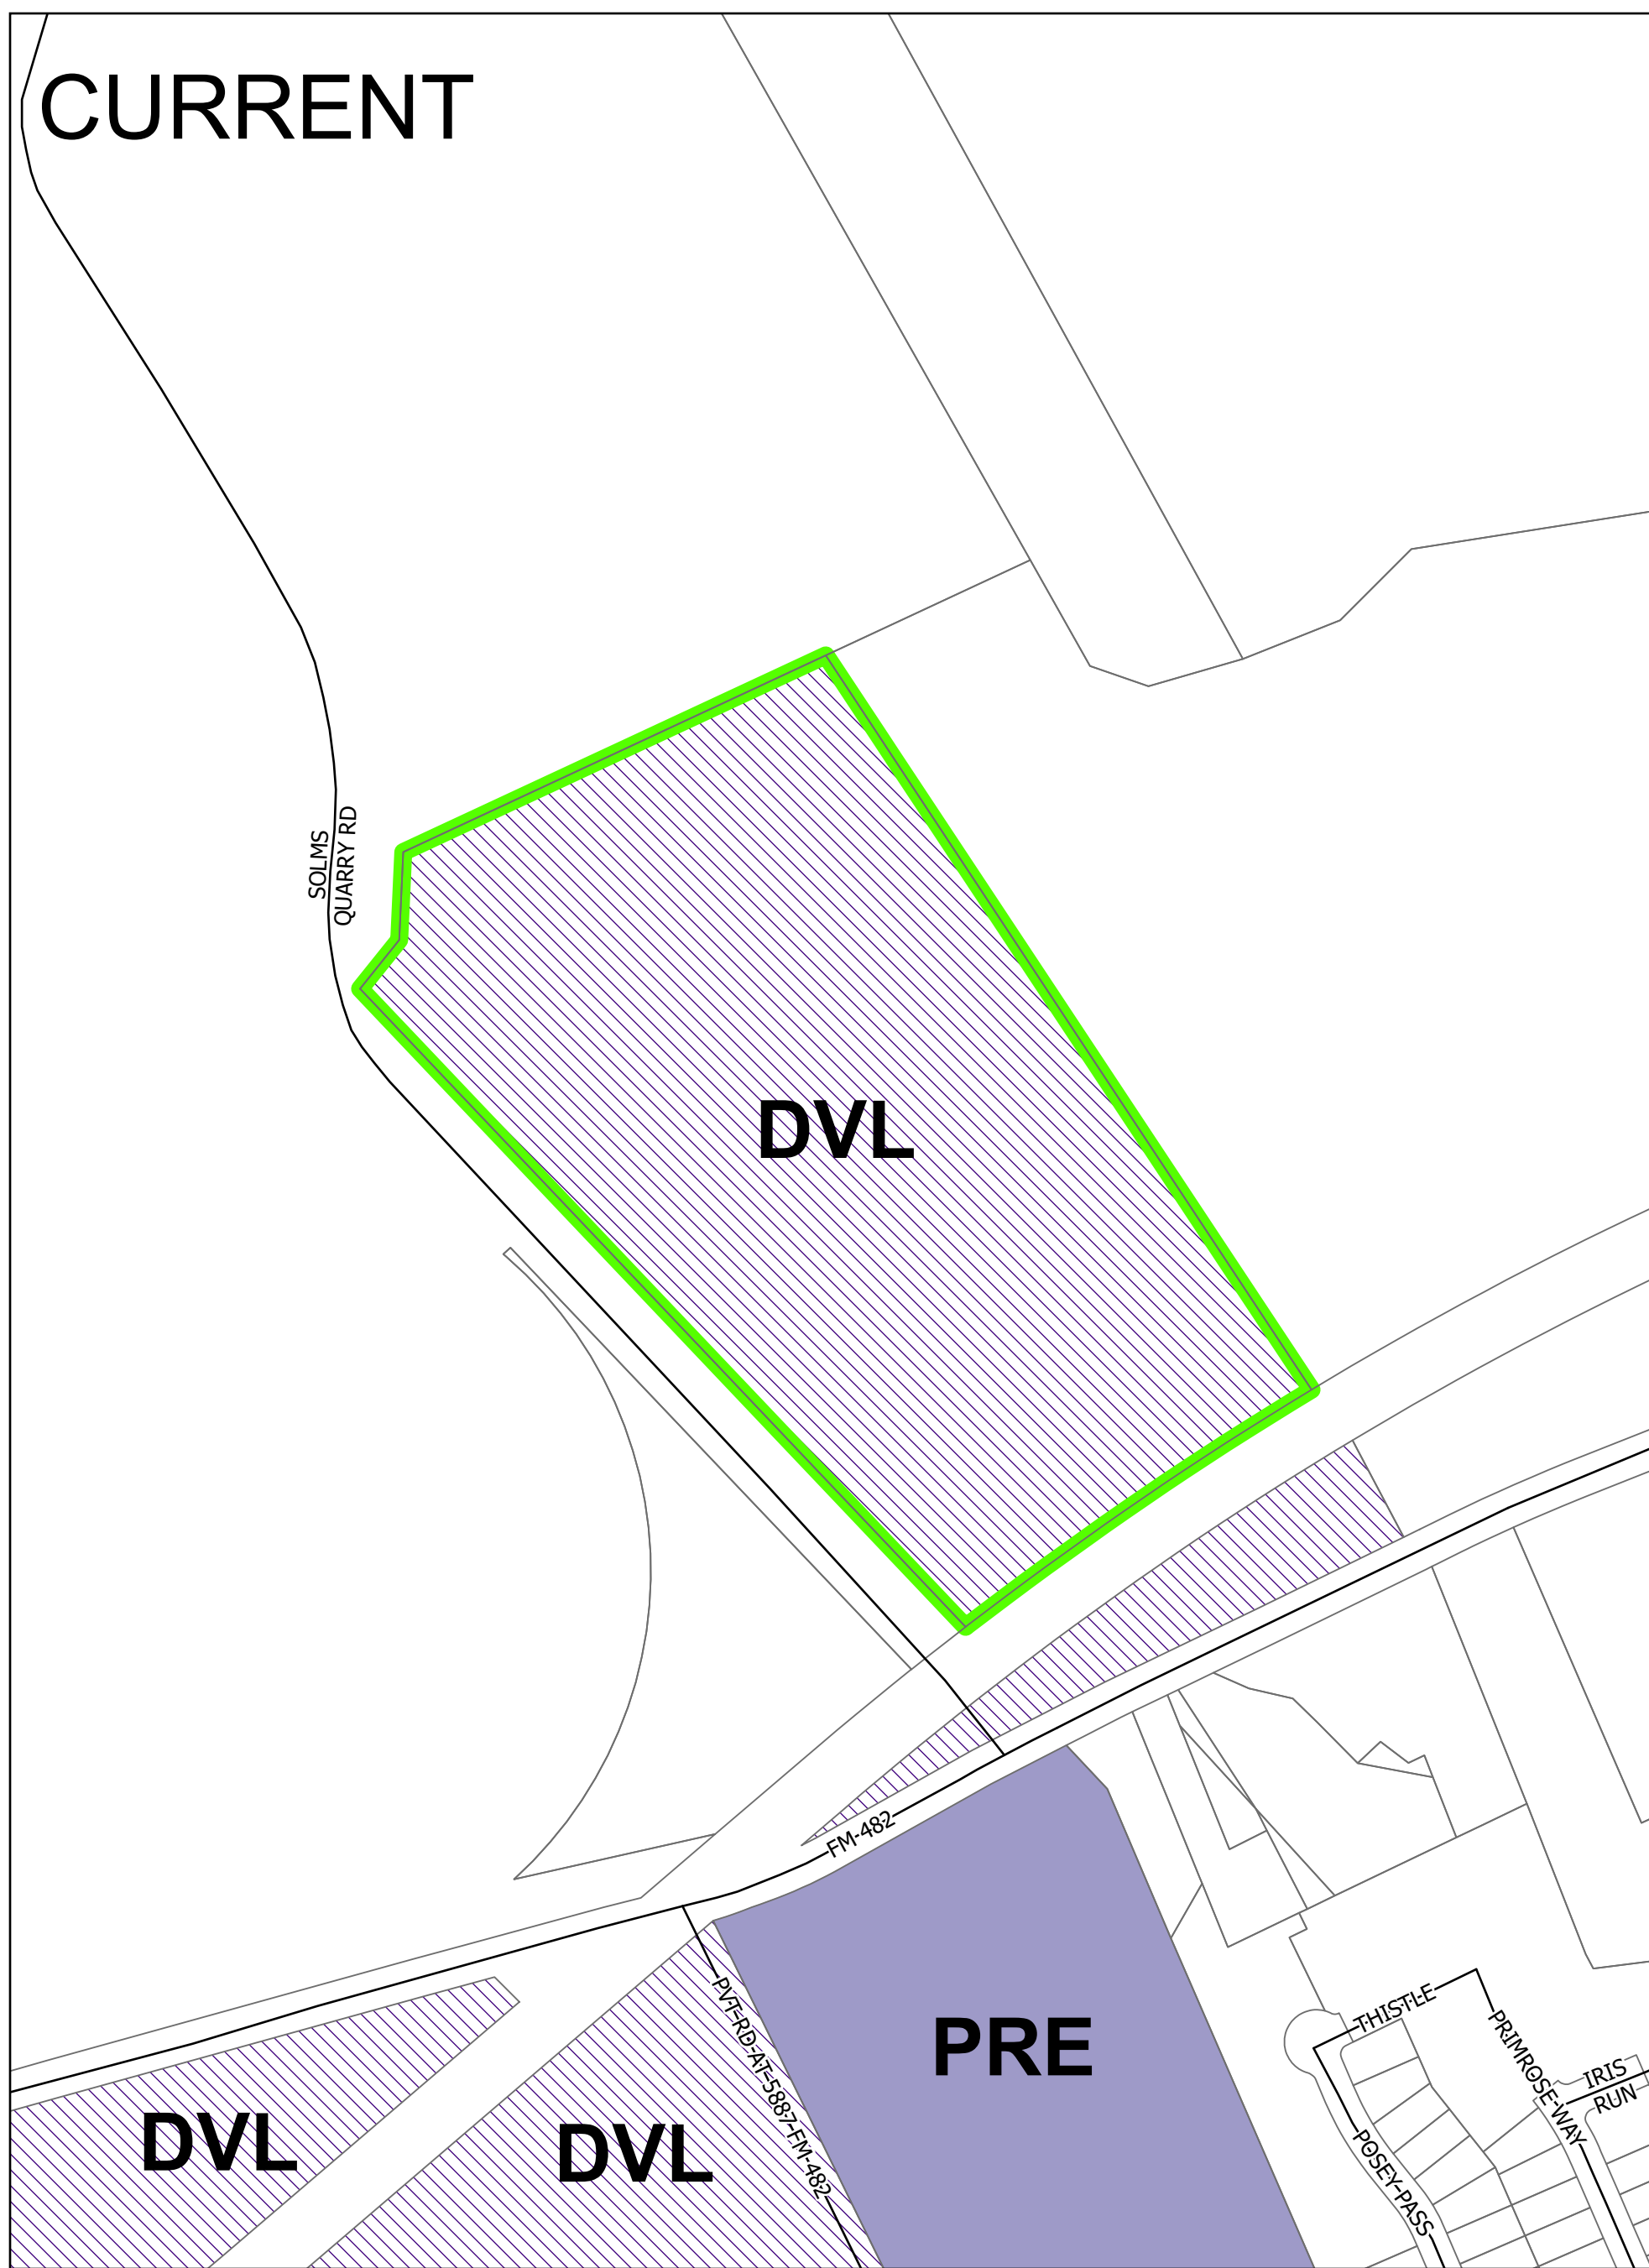 CURRENT
SOLMS
QUARRY RD
DVL
FM-482
PVT-RD-AT-5887-FM-482
PRE
THISTLE
PRIMROSE-WAY
IRIS
RUN
POSEY-PASS
DVL
DVL